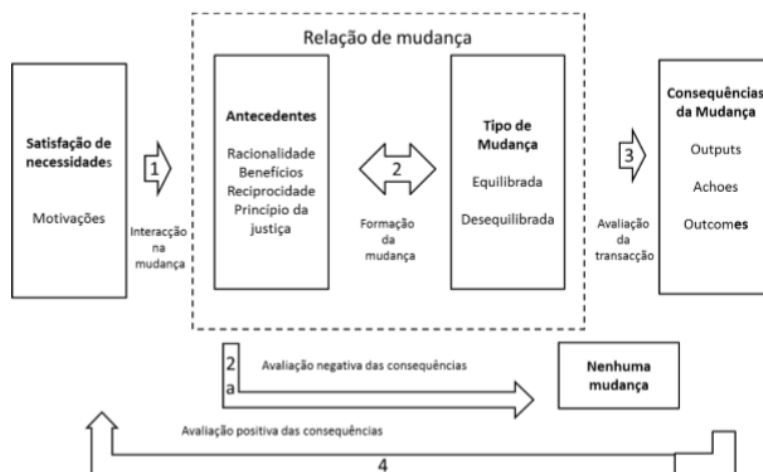 Relação de mudança
Satisfação de
necessidades
Motivações
1
Interacção
na
mudança
Antecedentes
Racionalidade
Benefícios
Reciprocidade
Princípio da
justiça
2
Formação
da
mudança
Tipo de
Mudança
Equilibrada
Desequilibrada
3
Avaliação
da
transacção
Consequências
da Mudança
Outputs
Achoes
Outcomes
2
a
Avaliação negativa das consequências
Nenhuma
mudança
Avaliação positiva das consequências
4